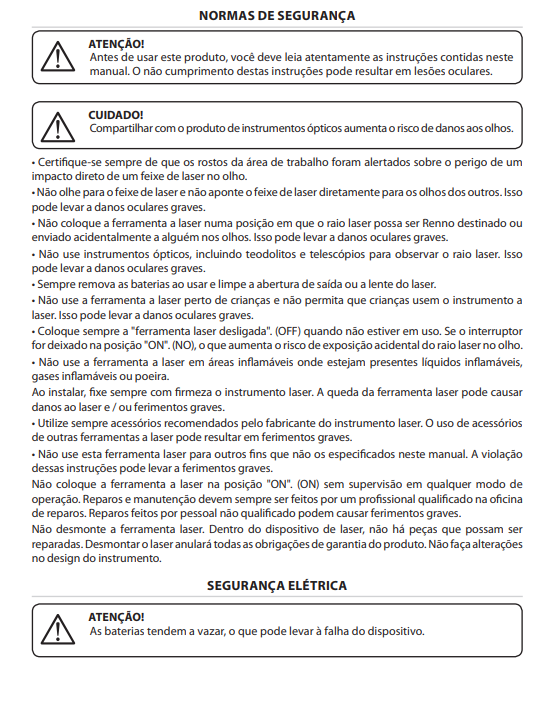 NORMAS DE SEGURANÇA
ATENÇÃO!
Antes de usar este produto, você deve leia atentamente as instruções contidas neste
manual. O não cumprimento destas instruções pode resultar em lesões oculares.
CUIDADO!
Compartilhar com o produto de instrumentos ópticos aumenta o risco de danos aos olhos.
• Certifique-se sempre de que os rostos da área de trabalho foram alertados sobre o perigo de um
impacto direto de um feixe de laser no olho.
• Não olhe para o feixe de laser e não aponte o feixe de laser diretamente para os olhos dos outros. Isso
pode levar a danos oculares graves.
• Não coloque a ferramenta a laser numa posição em que o raio laser possa ser Renno destinado ou
enviado acidentalmente a alguém nos olhos. Isso pode levar a danos oculares graves.
• Não use instrumentos ópticos, incluindo teodolitos e telescópios para observar o raio laser. Isso
pode levar a danos oculares graves.
• Sempre remova as baterias ao usar e limpe a abertura de saída ou a lente do laser.
• Não use a ferramenta a laser perto de crianças e não permita que crianças usem o instrumento a
laser. Isso pode levar a danos oculares graves.
• Coloque sempre a "ferramenta laser desligada". (OFF) quando não estiver em uso. Se o interruptor
for deixado na posição "ON". (NO), o que aumenta o risco de exposição acidental do raio laser no olho.
• Não use a ferramenta a laser em áreas inflamáveis onde estejam presentes líquidos inflamáveis,
gases inflamáveis ou poeira.
Ao instalar, fixe sempre com firmeza o instrumento laser. A queda da ferramenta laser pode causar
danos ao laser e / ou ferimentos graves.
• Utilize sempre acessórios recomendados pelo fabricante do instrumento laser. O uso de acessórios
de outras ferramentas a laser pode resultar em ferimentos graves.
• Não use esta ferramenta laser para outros fins que não os especificados neste manual. A violação
dessas instruções pode levar a ferimentos graves.
Não coloque a ferramenta a laser na posição "ON". (ON) sem supervisão em qualquer modo de
operação. Reparos e manutenção devem sempre ser feitos por um profissional qualificado na oficina
de reparos. Reparos feitos por pessoal não qualificado podem causar ferimentos graves.
Não desmonte a ferramenta laser. Dentro do dispositivo de laser, não há peças que possam ser
reparadas. Desmontar o laser anulará todas as obrigações de garantia do produto. Não faça alterações
no design do instrumento.
SEGURANÇA ELÉTRICA
ATENÇÃO!
As baterias tendem a vazar, o que pode levar à falha do dispositivo.